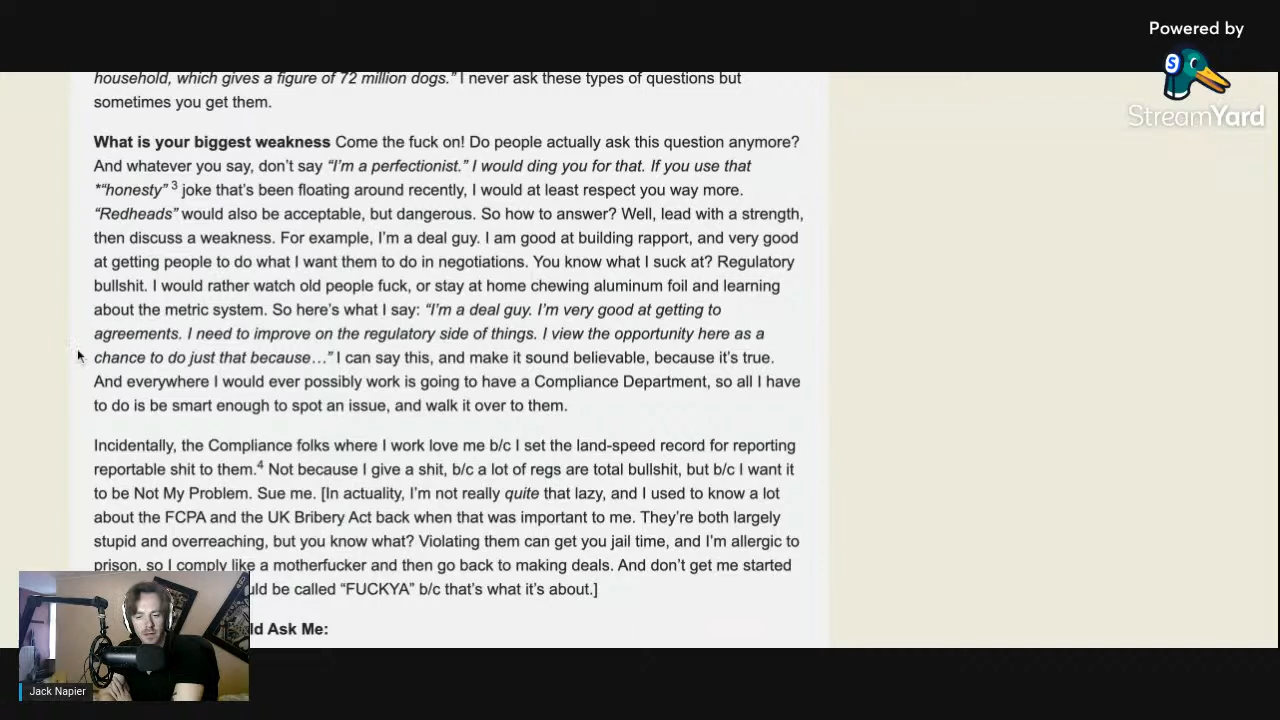 Powered by
S
StreamYard
household, which gives a figure of 72 million dogs.” I never ask these types of questions but
sometimes you get them.
What is your biggest weakness Come the fuck on! Do people actually ask this question anymore?
And whatever you say, don’t say “I’m a perfectionist.” I would ding you for that. If you use that
*“honesty” 3 joke that’s been floating around recently, I would at least respect you way more.
“Redheads” would also be acceptable, but dangerous. So how to answer? Well, lead with a strength,
then discuss a weakness. For example, I’m a deal guy. I am good at building rapport, and very good
at getting people to do what I want them to do in negotiations. You know what I suck at? Regulatory
bullshit. I would rather watch old people fuck, or stay at home chewing aluminum foil and learning
about the metric system. So here’s what I say: “I’m a deal guy. I’m very good at getting to
agreements. I need to improve on the regulatory side of things. I view the opportunity here as a
chance to do just that because…” I can say this, and make it sound believable, because it’s true.
And everywhere I would ever possibly work is going to have a Compliance Department, so all I have
to do is be smart enough to spot an issue, and walk it over to them.
Incidentally, the Compliance folks where I work love me b/c I set the land-speed record for reporting
reportable shit to them.4 Not because I give a shit, b/c a lot of regs are total bullshit, but b/c I want it
to be Not My Problem. Sue me. [In actuality, I’m not really quite that lazy, and I used to know a lot
about the FCPA and the UK Bribery Act back when that was important to me. They’re both largely
stupid and overreaching, but you know what? Violating them can get you jail time, and I’m allergic to
prison, so I comply like a motherfucker and then go back to making deals. And don’t get me started
be called “FUCKYA” b/c that’s what it’s about.]
Ask Me:
Jack Napier